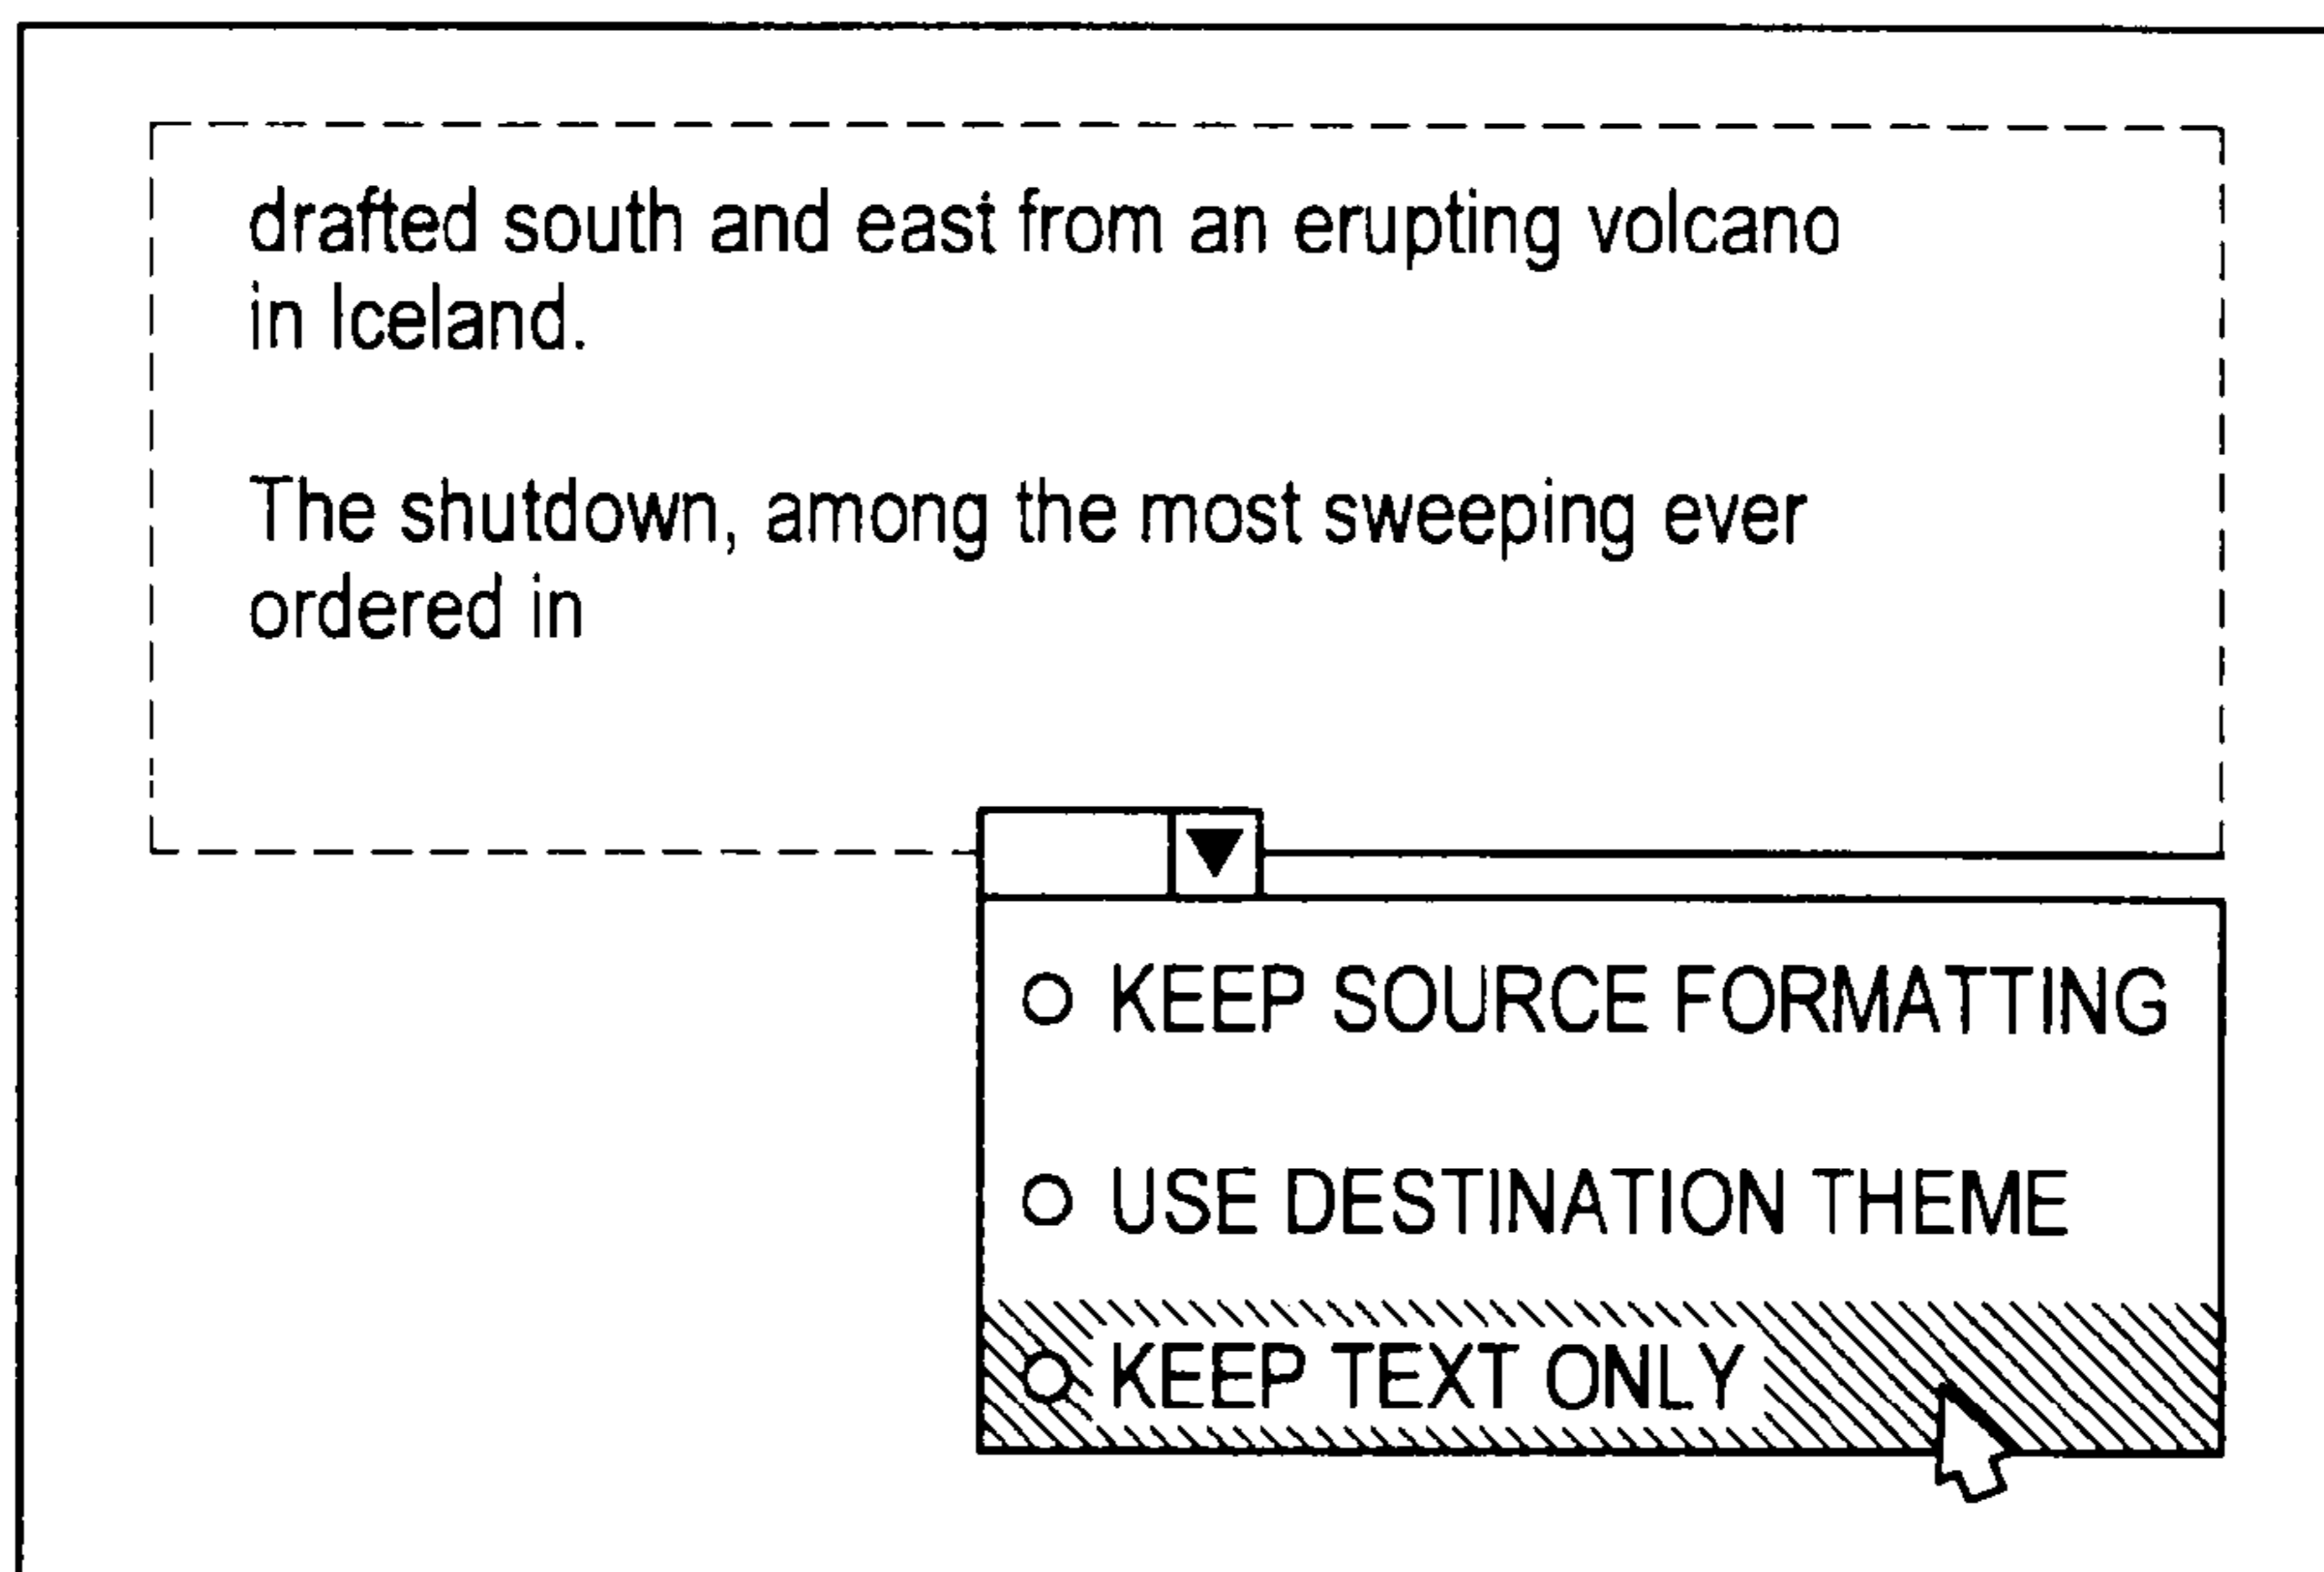 drafted south and east from an erupting volcano
in Iceland.
The shutdown, among the most sweeping ever
ordered in
KEEP SOURCE FORMATTING
USE DESTINATION THEME
KEEP TEXT ONLY